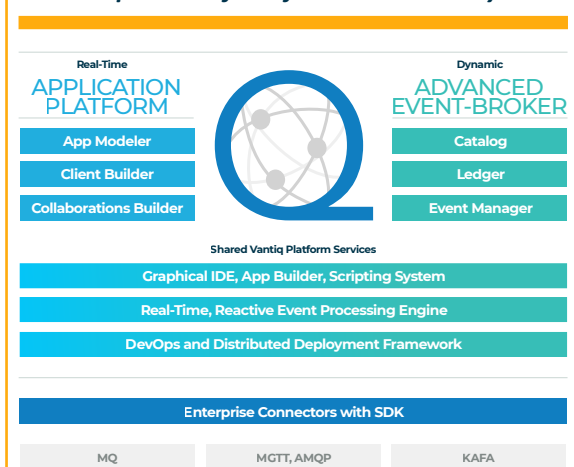 Real-Time
APPLICATION
PLATFORM
App Modeler
Client Builder
Collaborations Builder
Dynamic
ADVANCED
EVENT-BROKER
Catalog
Ledger
Event Manager
Shared Vantiq Platform Services
Graphical IDE, App Builder, Scripting System
Real-Time, Reactive Event Processing Engine
DevOps and Distributed Deployment Framework
Enterprise Connectors with SDK
MQ
MGTT, AMQP
KAFA